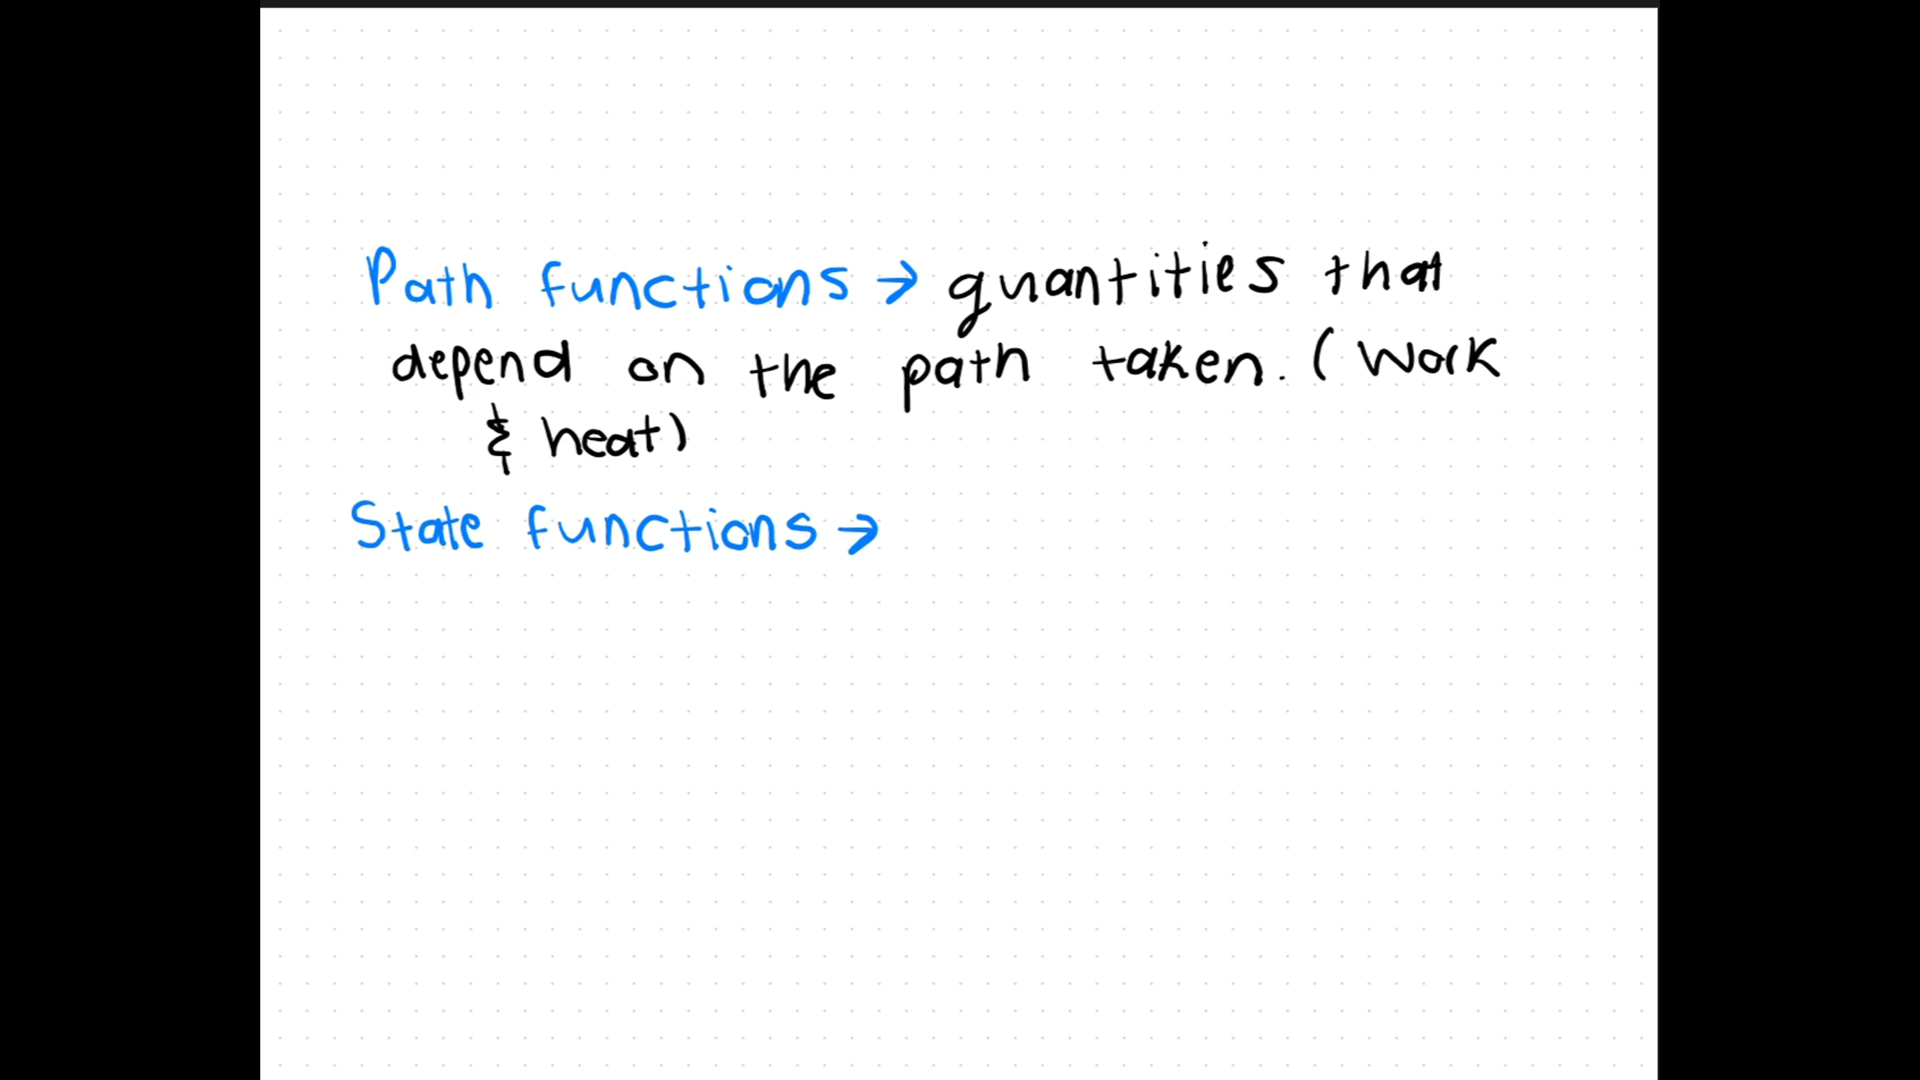 Path functions → quantities that
depend on the path taken. (Work
& heat)
State functions →